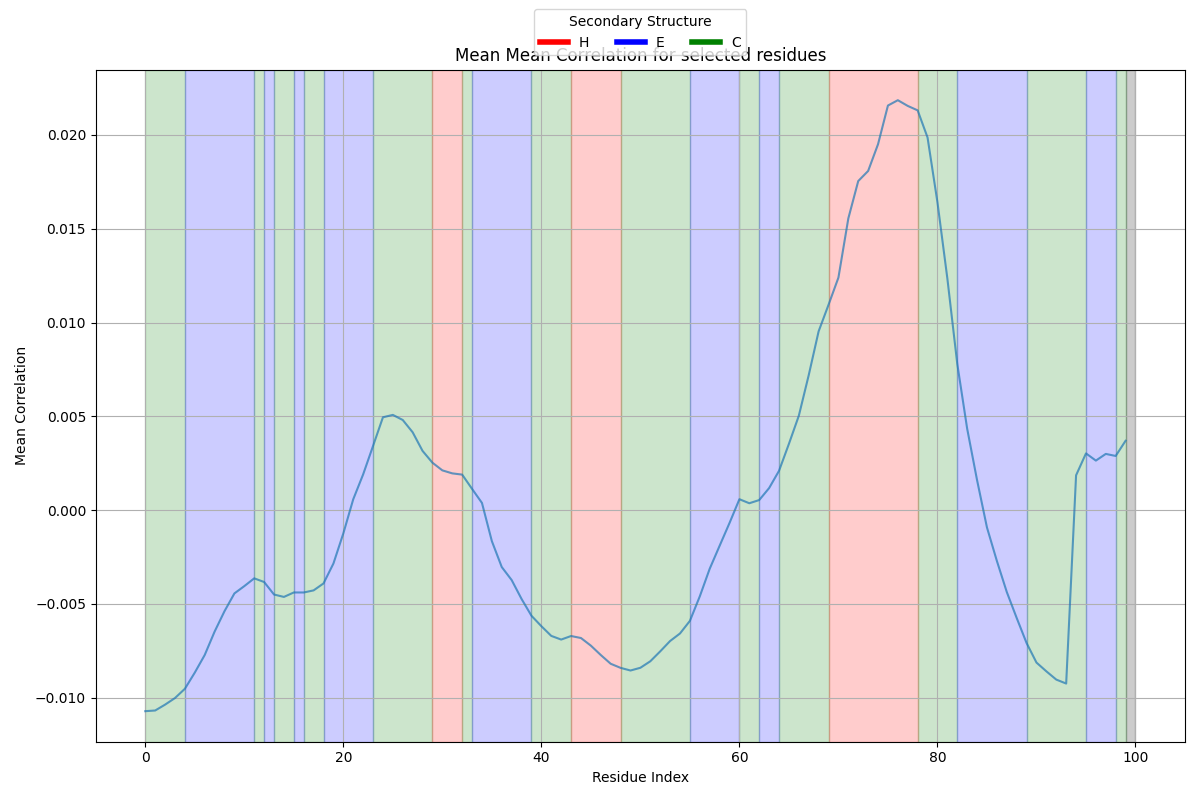 Secondary Structure
H E C
Mean Mean Correlation for selected residues
Mean Correlation
0.020
0.015
0.010
0.005
0.000
−0.005
−0.010
0 20 40 60 80 100
Residue Index